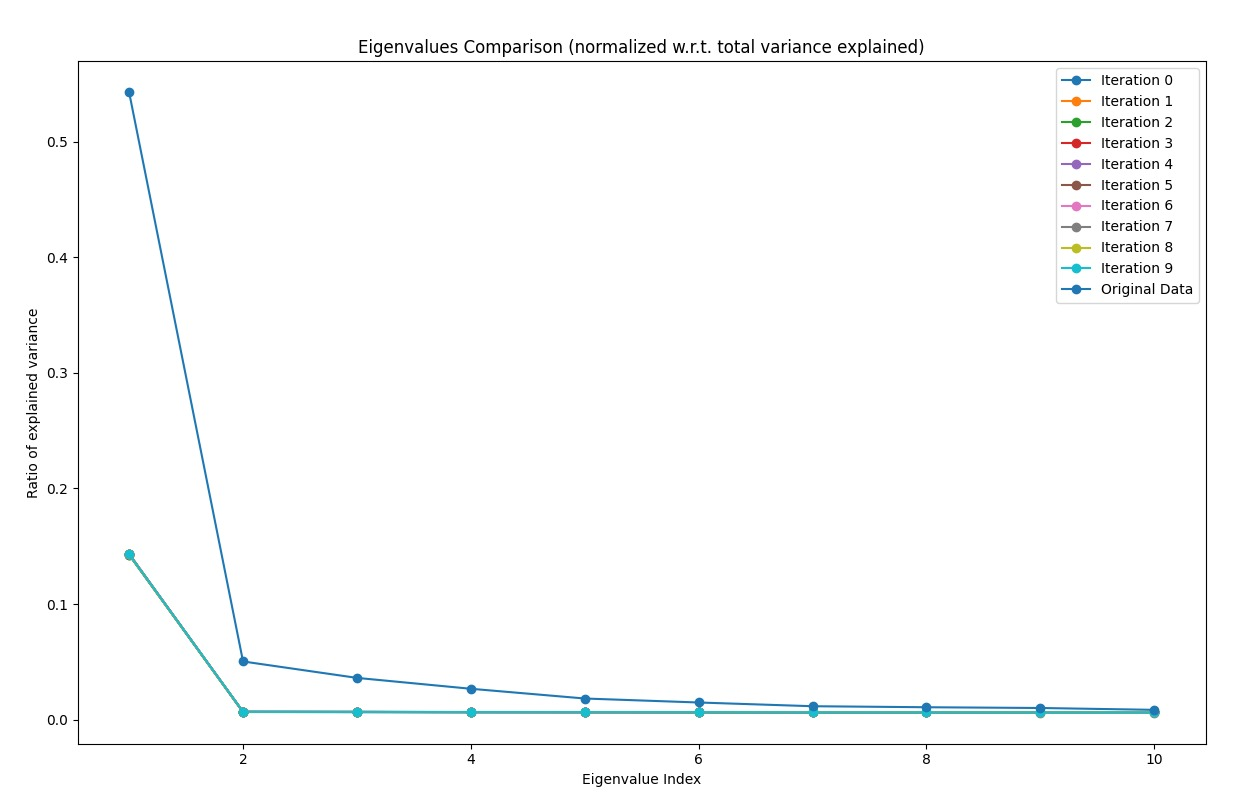 Eigenvalues Comparison (normalized w.r.t. total variance explained)
Iteration 0
Iteration 1
Iteration 2
Iteration 3
Iteration 4
Iteration 5
Iteration 6
Iteration 7
Iteration 8
Iteration 9
Original Data
Ratio of explained variance
0.5
0.4
0.3
0.2
0.1
0.0
2 4 6 8 10
Eigenvalue Index